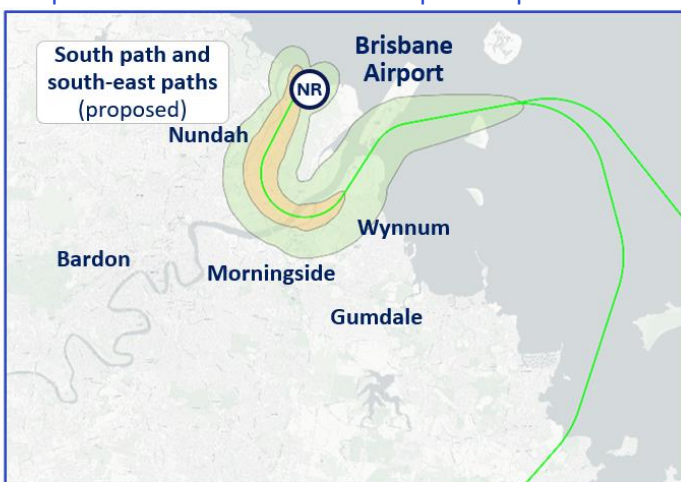 South path and
south-east paths
(proposed)
Brisbane
Airport
NR
Nundah
Wynnum
Bardon
Morningside
Gumdale